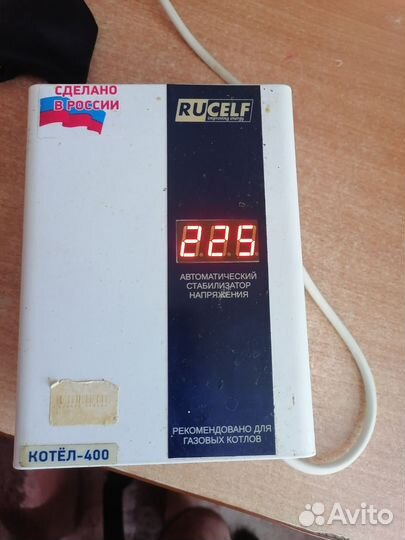 СДЕЛАНО
В РОССИИ
RUCELF
225
АВТОМАТИЧЕСКИЙ
СТАБИЛИЗАТОР
НАПРЯЖЕНИЯ
РЕКОМЕНДОВАНО ДЛЯ
ГАЗОВЫХ КОТЛОВ
КОТЁЛ-400
Avito